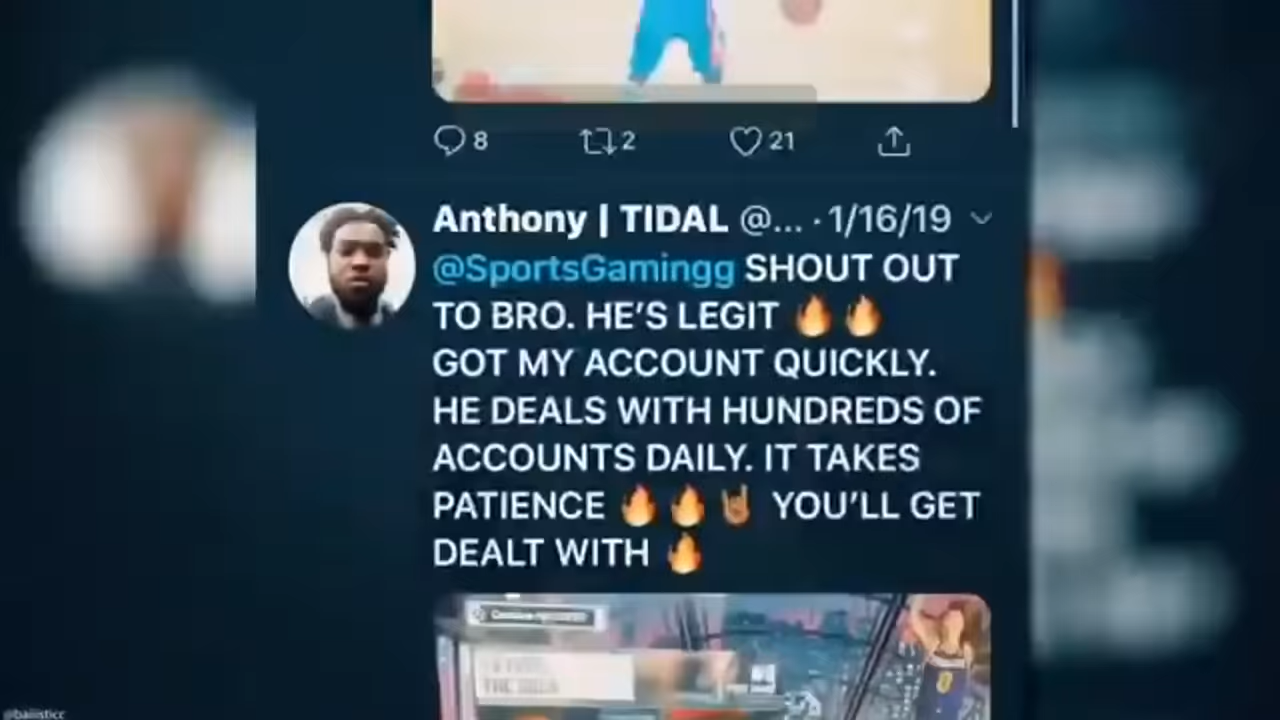 8 2 21
Anthony | TIDAL @... · 1/16/19
@SportsGamingg SHOUT OUT
TO BRO. HE'S LEGIT 🔥🔥
GOT MY ACCOUNT QUICKLY.
HE DEALS WITH HUNDREDS OF
ACCOUNTS DAILY. IT TAKES
PATIENCE 🔥🔥🤘🏾 YOU'LL GET
DEALT WITH 🔥
@ballisticc